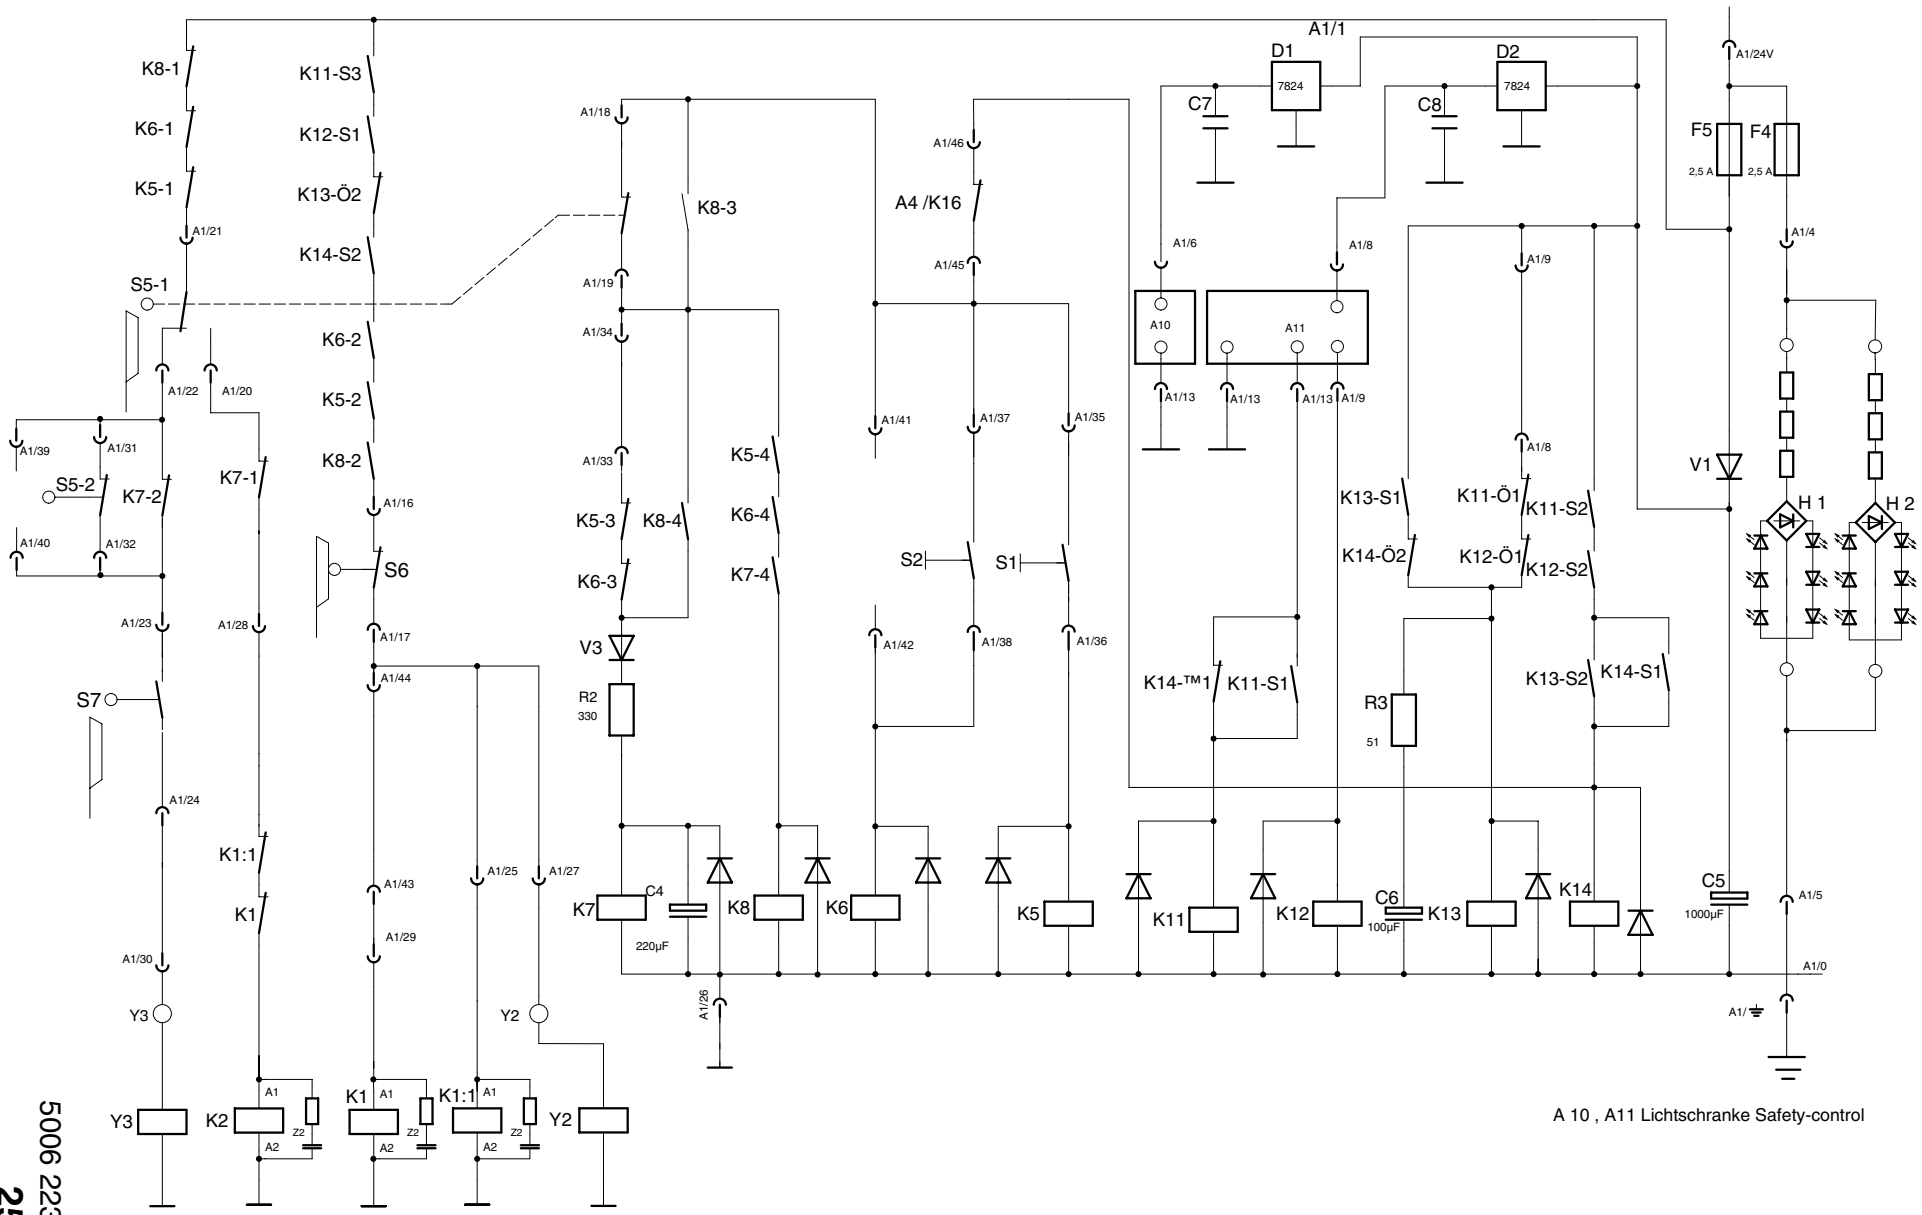 A1/1
D1
D2
A1/24V
K8-1
K11-S3
7824
7824
A1/18
C7
C8
K6-1
K12-S1
F5
F4
A1/46
2,5 A
2,5 A
K5-1
K13-Ö2
A4 /K16
K8-3
A1/21
A1/6
A1/8
A1/4
K14-S2
A1/45
A1/9
S5-1
A1/19
A10
A11
A1/34
K6-2
A1/22
A1/20
A1/13
A1/13
A1/13
A1/9
K5-2
A1/41
A1/37
A1/35
A1/39
A1/31
A1/33
K5-4
A1/8
K8-2
V1
K7-1
S5-2
K7-2
A1/16
K13-S1
K11-Ö1
K11-S2
H 1
H 2
K5-3
K8-4
K6-4
A1/40
A1/32
K14-Ö2
K12-Ö1
K12-S2
S2
S1
S6
K6-3
K7-4
A1/23
A1/28
A1/17
A1/42
A1/38
A1/36
V3
K14-™1
K11-S1
K13-S2
K14-S1
A1/44
S7
R2
330
R3
51
A1/24
K1:1
A1/43
A1/25
A1/27
C4
K7
K8
K6
K5
K11
K12
C6
100µF
K13
K14
C5
1000µF
A1/5
K1
220µF
A1/29
A1/30
A1/0
A1/26
Y3
Y2
A1/
Y3
K2
A1
A2
Z2
K1
A1
A2
Z2
K1:1
A1
A2
Z2
Y2
A 10 , A11 Lichtschranke Safety-control
5006 223